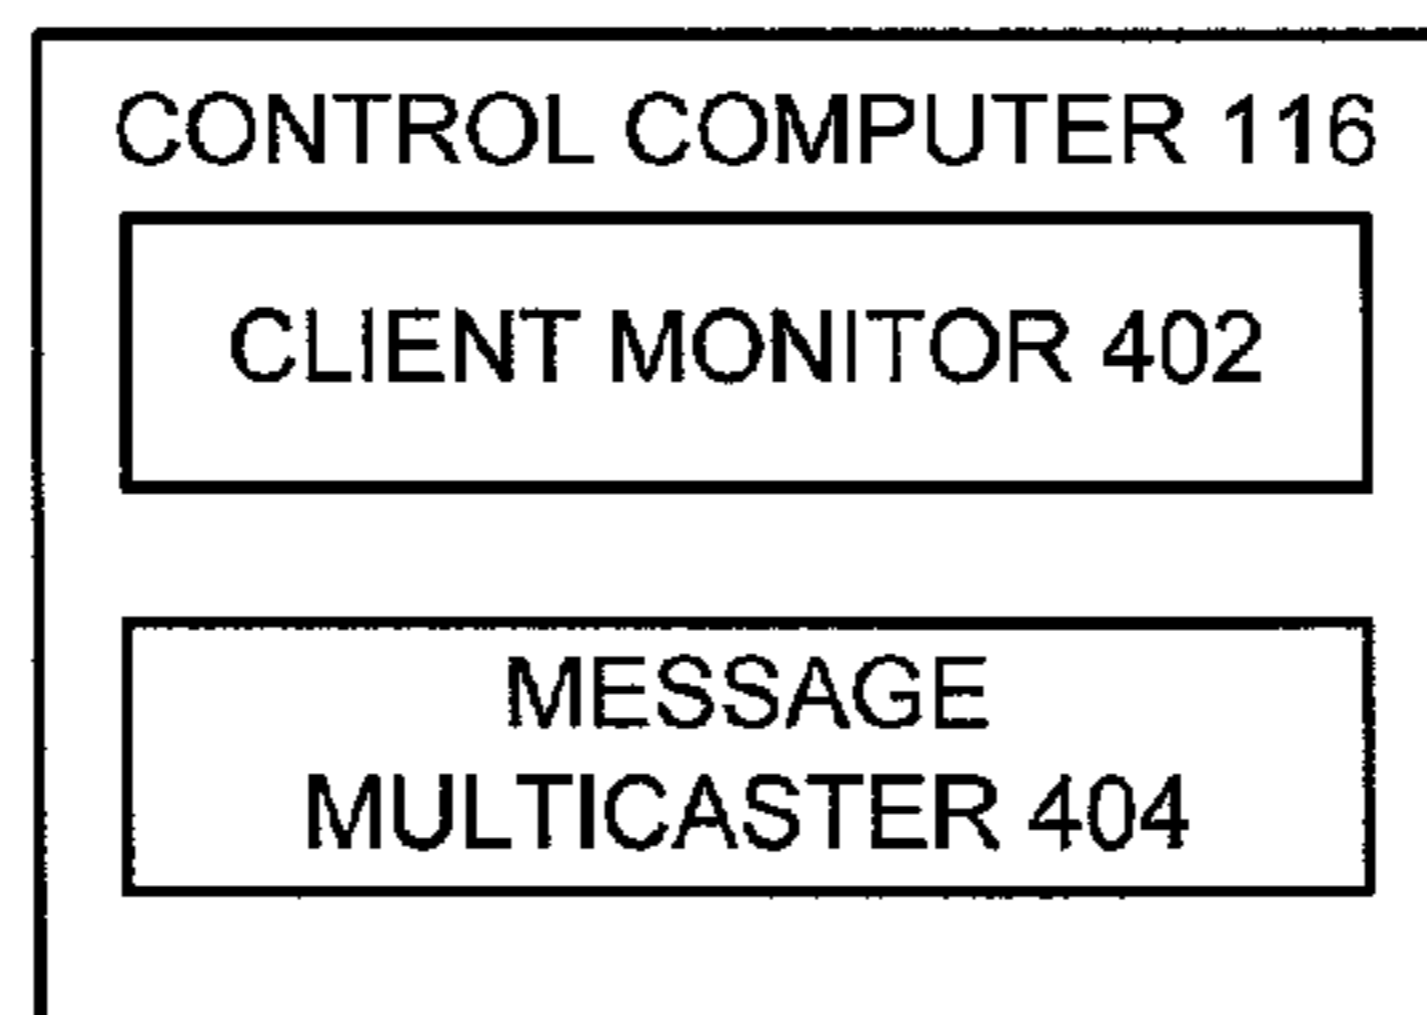 CONTROL COMPUTER 116
CLIENT MONITOR 402
MESSAGE
MULTICASTER 404